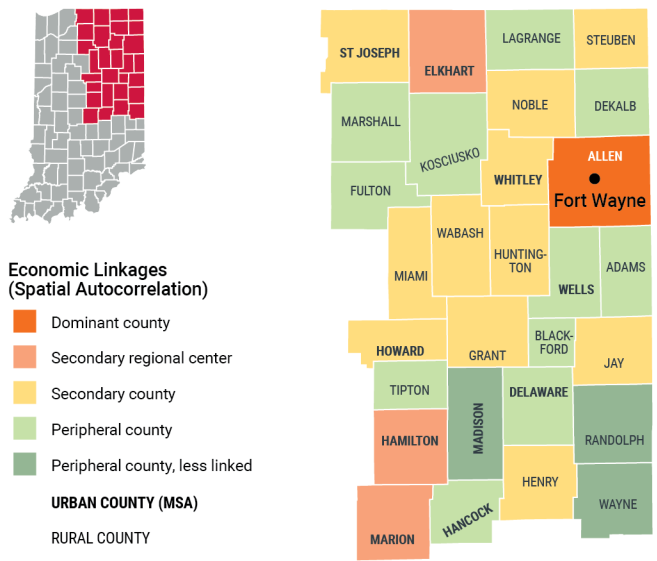 ST JOSEPH
ELKHART
LAGRANGE
STEUBEN
NOBLE
DEKALB
MARSHALL
KOSCIUSKO
ALLEN
Fort Wayne
WHITLEY
FULTON
WABASH
HUNTING-
TON
MIAMI
WELLS
ADAMS
HOWARD
GRANT
BLACK-
FORD
JAY
TIPTON
DELAWARE
MADISON
HAMILTON
RANDOLPH
HENRY
WAYNE
HANCOCK
MARION
Economic Linkages
(Spatial Autocorrelation)
Dominant county
Secondary regional center
Secondary county
Peripheral county
Peripheral county, less linked
URBAN COUNTY (MSA)
RURAL COUNTY